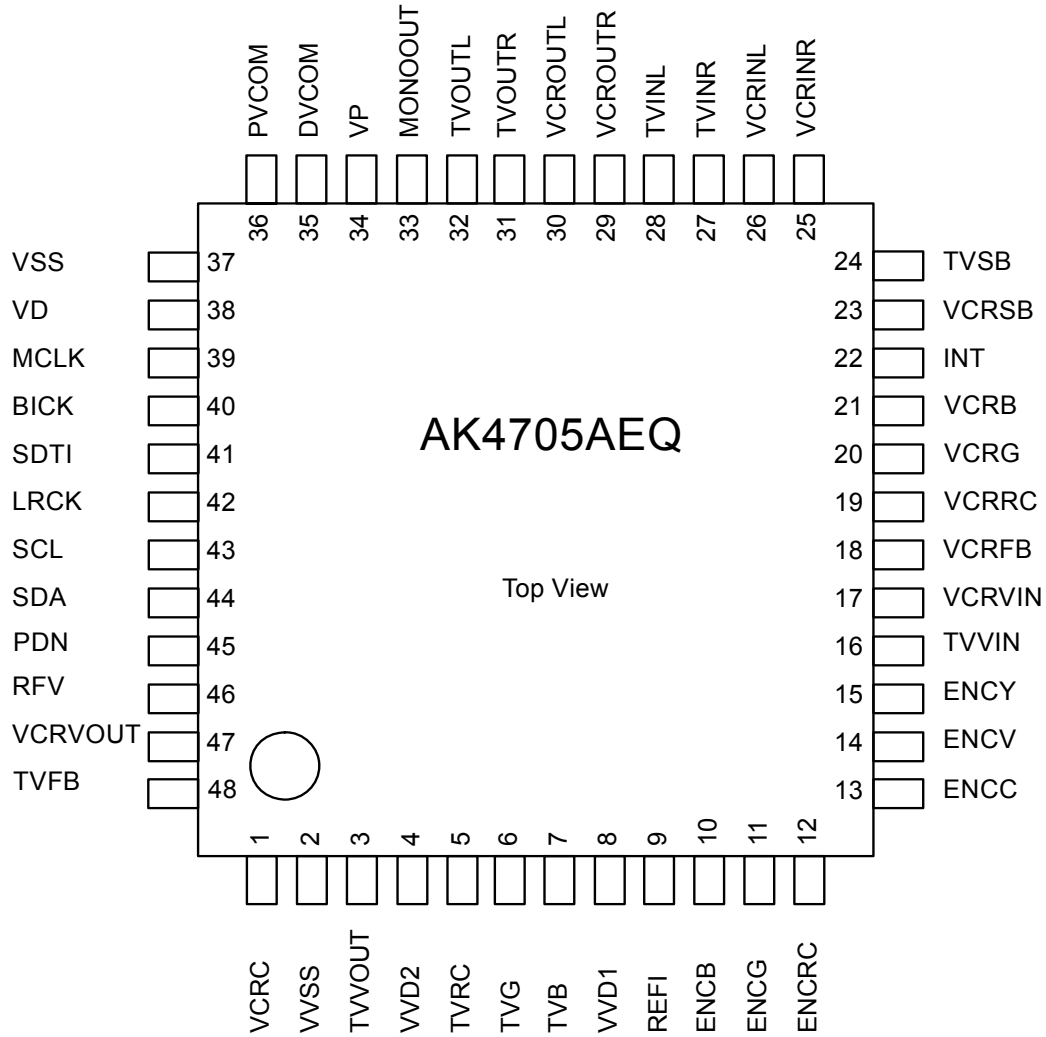 PVCOM
DVCOM
VP
MONOOUT
TVOUTL
TVOUTR
VCROUTL
VCROUTR
TVINL
TVINR
VCRINL
VCRINR
36
35
34
33
32
31
30
29
28
27
26
25
VSS 37
VD 38
MCLK 39
BICK 40
SDTI 41
LRCK 42
SCL 43
SDA 44
PDN 45
RFV 46
VCRVOUT 47
TVFB 48
AK4705AEQ
Top View
24 TVSB
23 VCRSB
22 INT
21 VCRB
20 VCRG
19 VCRRC
18 VCRFB
17 VCRVIN
16 TVVIN
15 ENCY
14 ENCV
13 ENCC
1
2
3
4
5
6
7
8
9
10
11
12
VCRC
VVSS
TVVOUT
VVD2
TVRC
TVG
TVB
VVD1
REFI
ENCB
ENCG
ENCRC